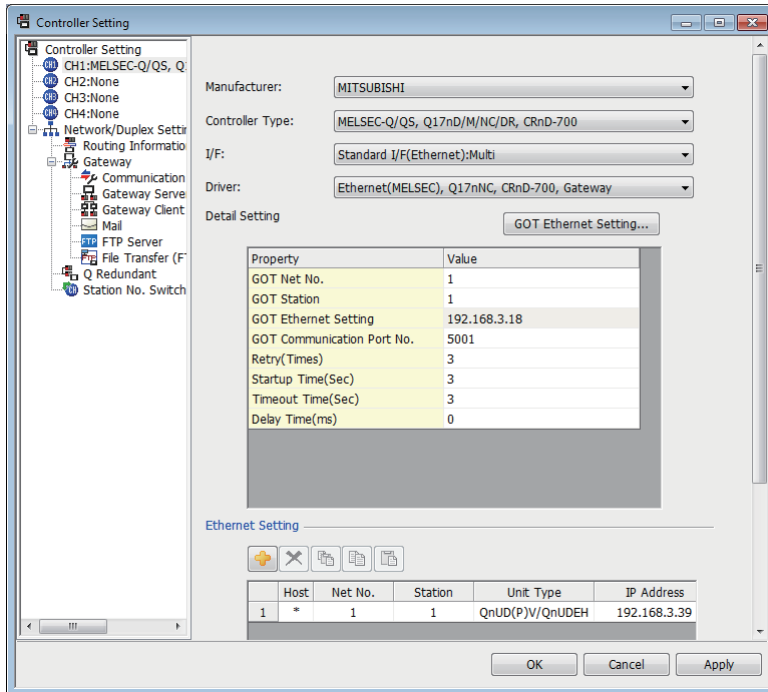 Controller Setting
Controller Setting
CH1:MELSEC-Q/QS, Q
CH2:None
CH3:None
CH4:None
Network/Duplex Settin
Routing Informatio
Gateway
Communication
Gateway Serve
Gateway Client
Mail
FTP Server
File Transfer (F
Q Redundant
Station No. Switch
Manufacturer: MITSUBISHI
Controller Type: MELSEC-Q/QS, Q17nD/M/NC/DR, CRnD-700
I/F: Standard I/F(Ethernet):Multi
Driver: Ethernet(MELSEC), Q17nNC, CRnD-700, Gateway
Detail Setting GOT Ethernet Setting...
Property Value
GOT Net No. 1
GOT Station 1
GOT Ethernet Setting 192.168.3.18
GOT Communication Port No. 5001
Retry(Times) 3
Startup Time(Sec) 3
Timeout Time(Sec) 3
Delay Time(ms) 0
Ethernet Setting
Host Net No. Station Unit Type IP Address
1 * 1 1 QnUD(P)V/QnUDEH 192.168.3.39
OK Cancel Apply